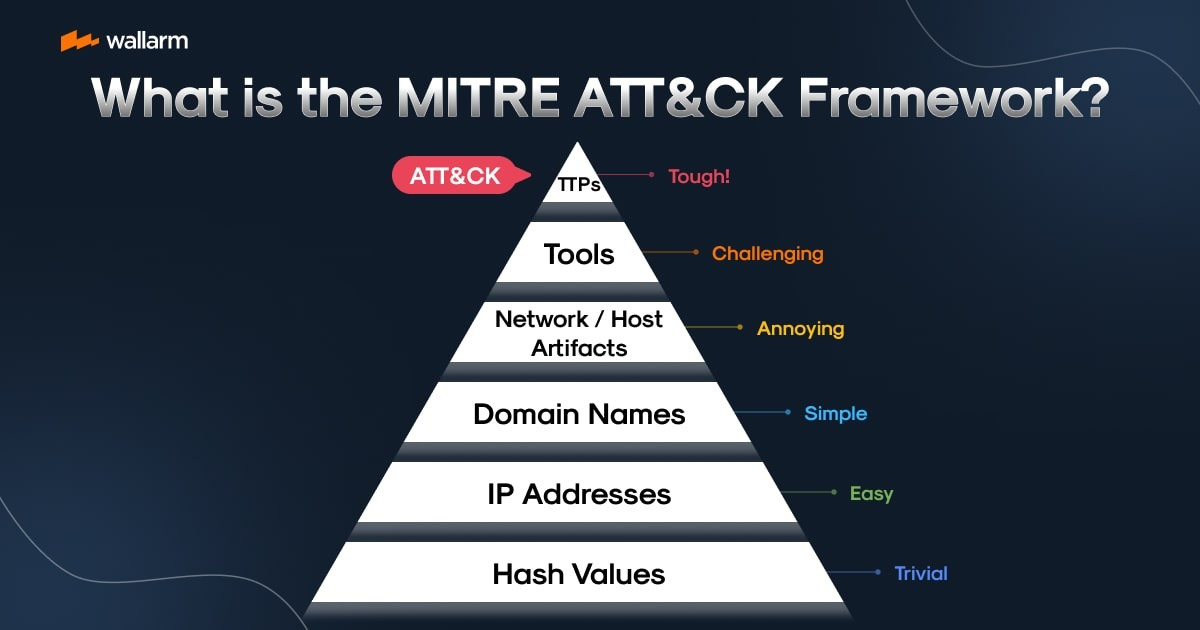 wallarm
What is the MITRE ATT&CK Framework?
ATT&CK
TTPs
Tough!
Tools
Challenging
Network / Host
Artifacts
Annoying
Domain Names
Simple
IP Addresses
Easy
Hash Values
Trivial